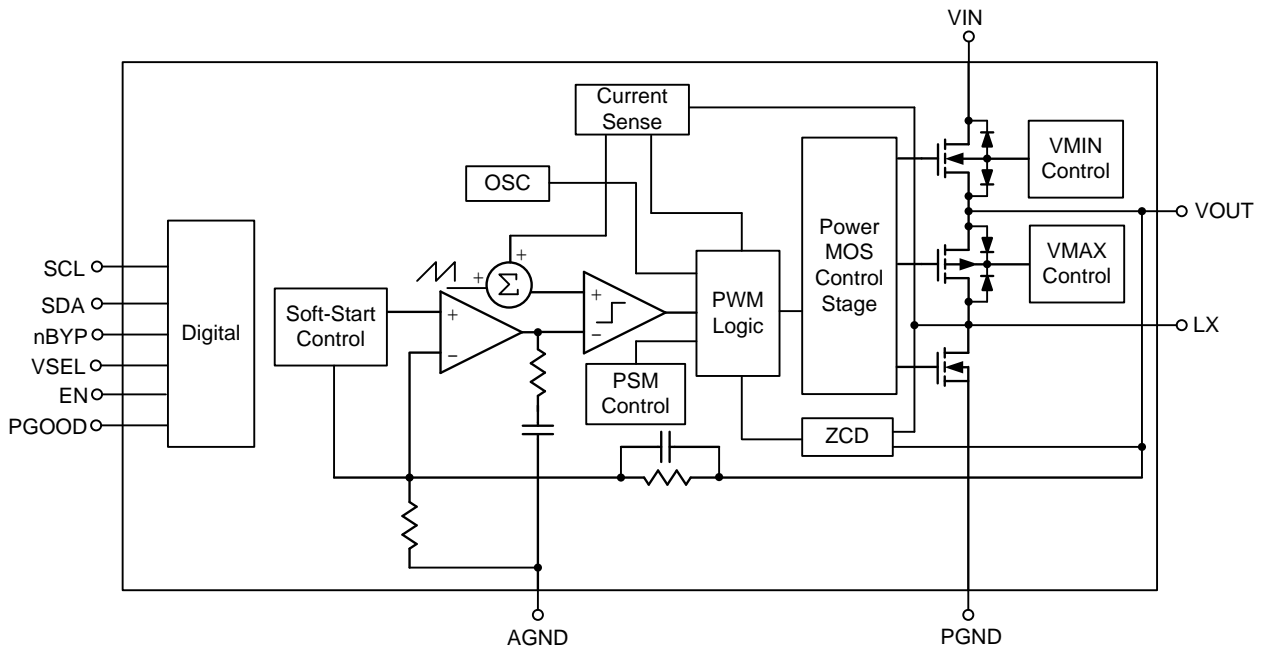 VIN
Current
Sense
VMIN
Control
OSC
VOUT
Power
MOS
Control
Stage
VMAX
Control
SCL
SDA
nBYP
VSEL
EN
PGOOD
Digital
Soft-Start
Control
+
−
+
+
Σ
+
−
PWM
Logic
LX
PSM
Control
ZCD
AGND
PGND